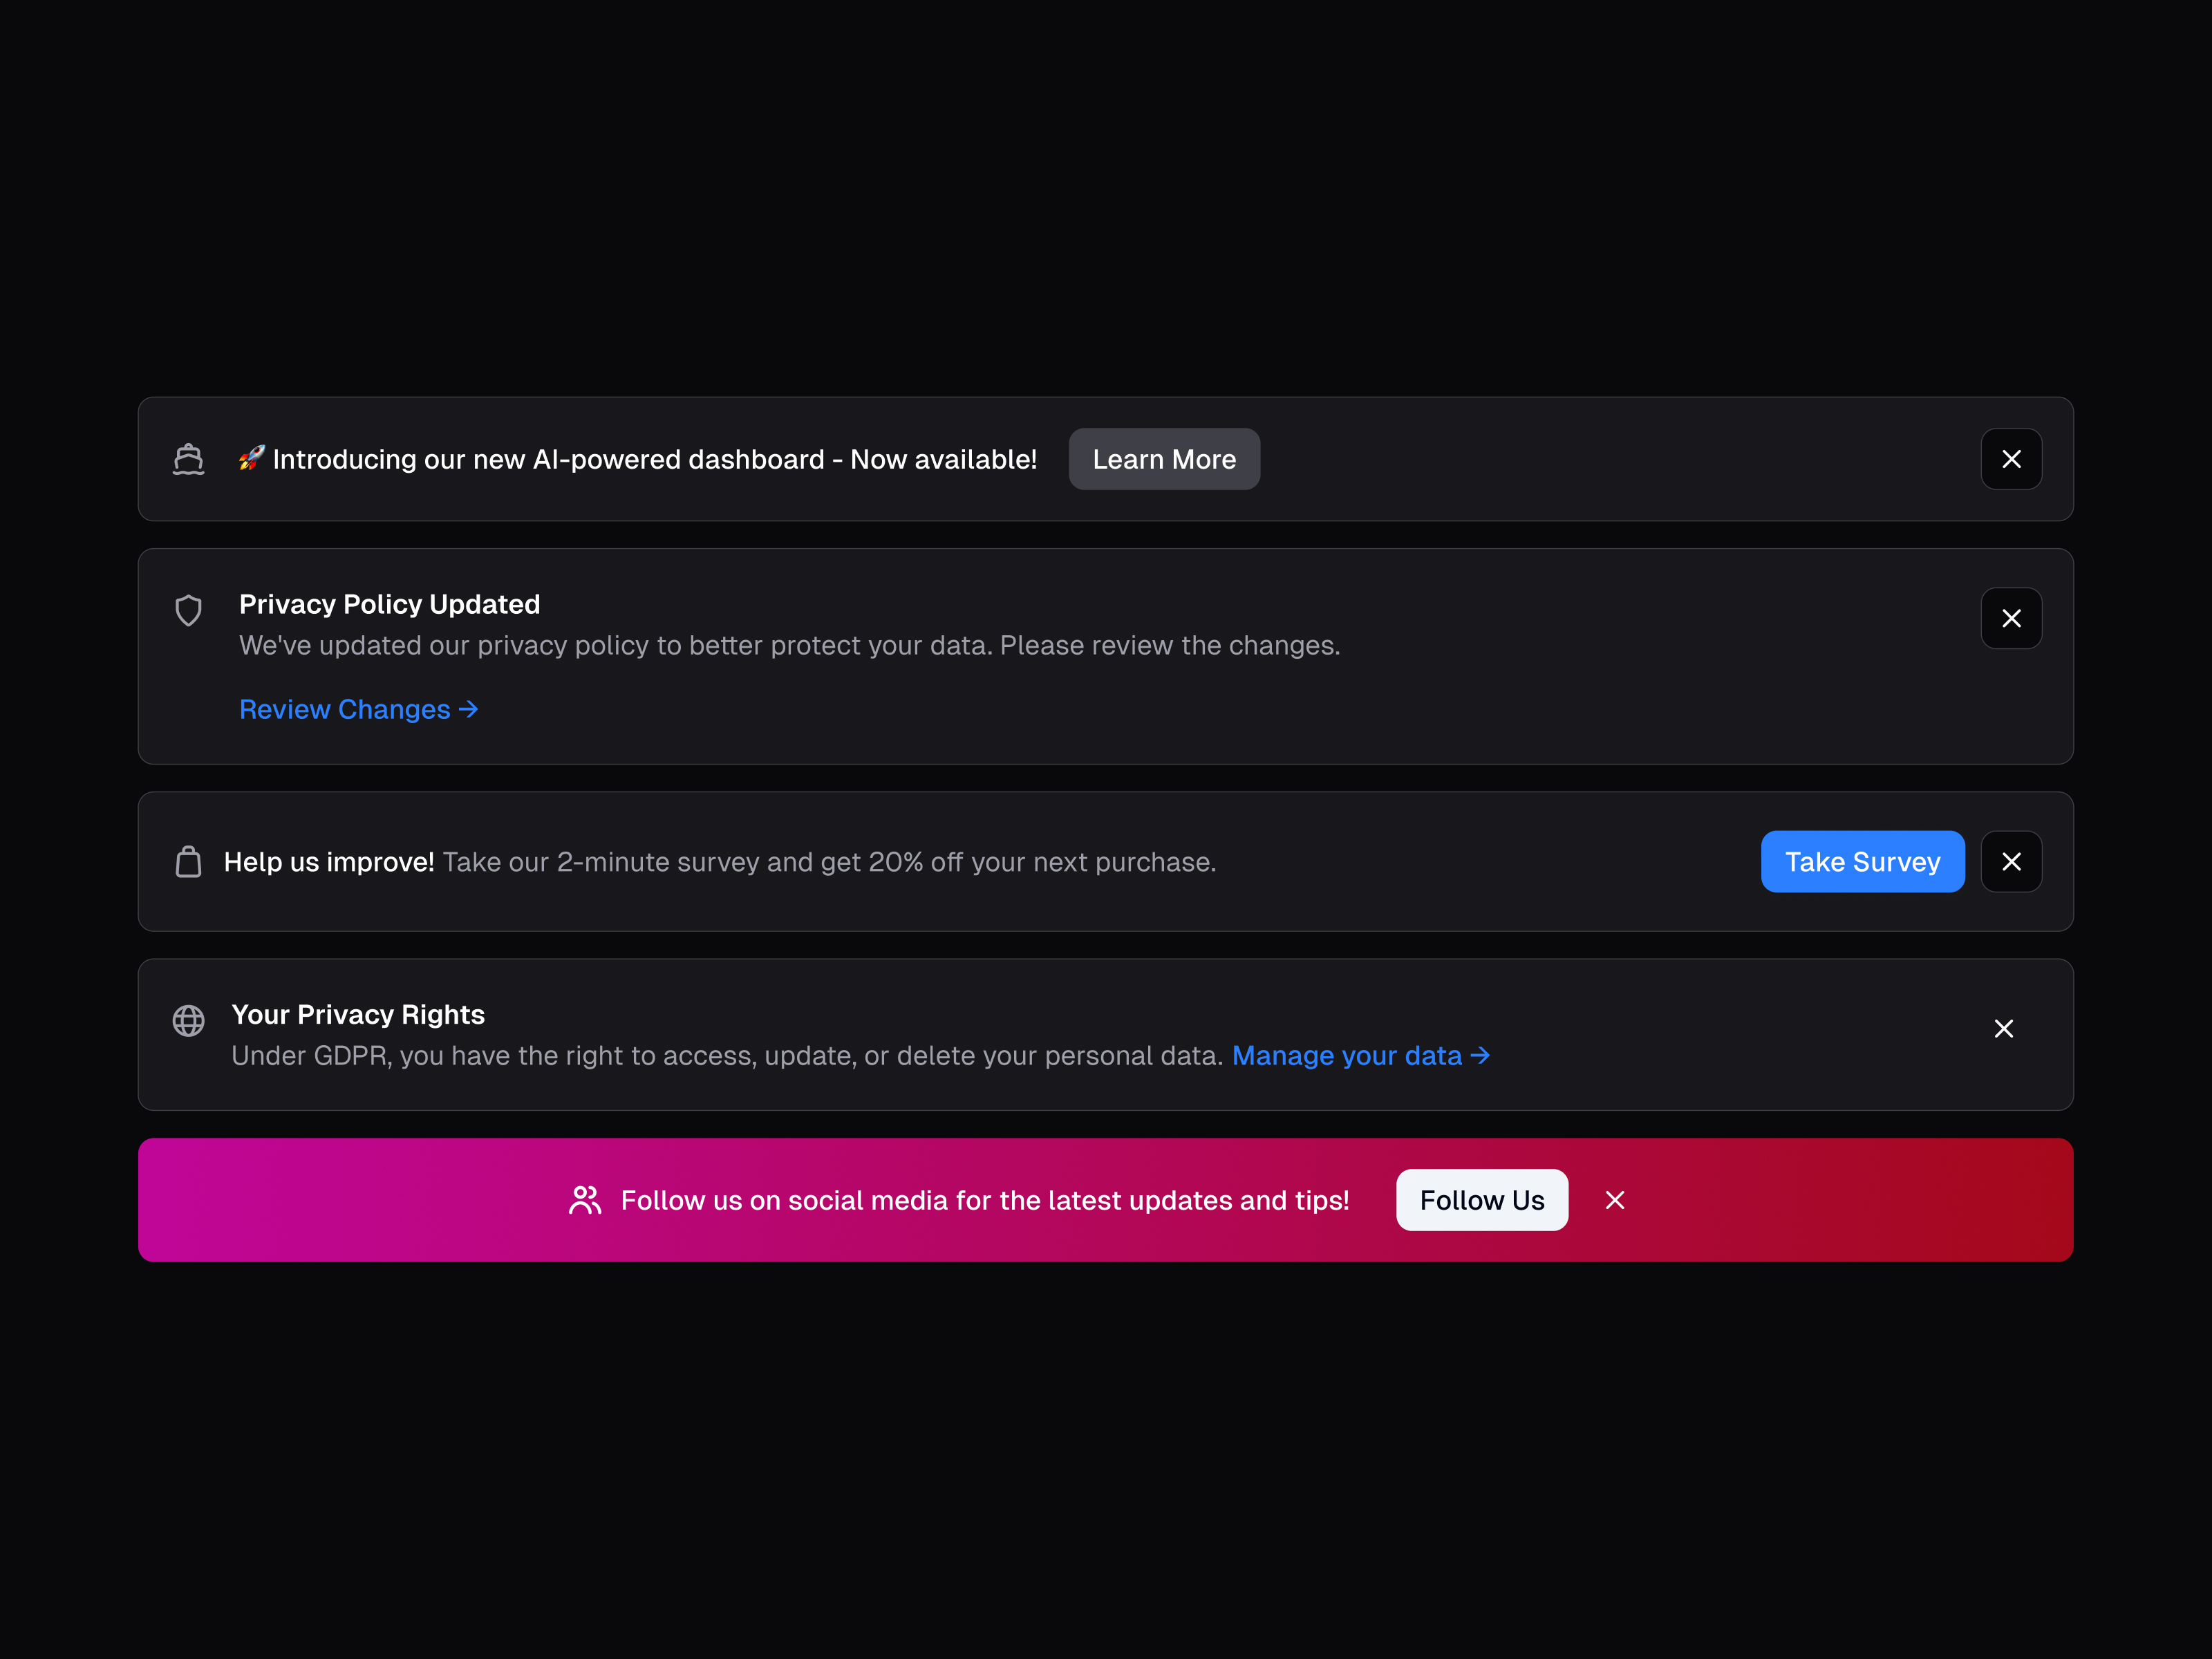 🚀 Introducing our new AI-powered dashboard - Now available! Learn More
Privacy Policy Updated
We've updated our privacy policy to better protect your data. Please review the changes.
Review Changes →
Help us improve! Take our 2-minute survey and get 20% off your next purchase. Take Survey
Your Privacy Rights
Under GDPR, you have the right to access, update, or delete your personal data. Manage your data →
Follow us on social media for the latest updates and tips! Follow Us